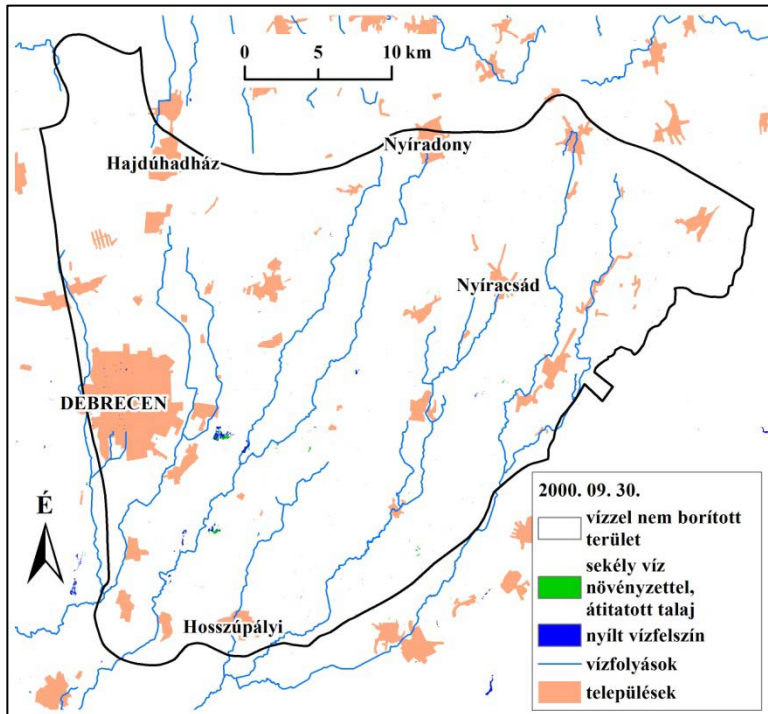 0 5 10 km
Hajdúhadház
Nyíradony
Nyíracsád
DEBRECEN
É
Hosszúpályi
2000. 09. 30.
vízzel nem borított
terület
sekély víz
növényzettel,
átitatott talaj
nyílt vízfelszín
vízfolyások
települések